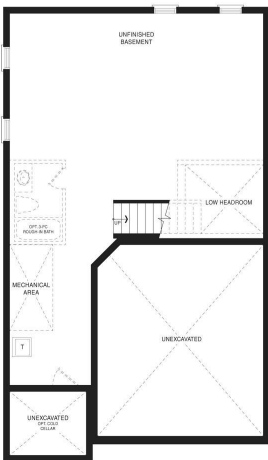 UNFINISHED
BASEMENT
UP
LOW HEADROOM
OPT. 3-PC
ROUGH IN BATH
MECHANICAL
AREA
UNEXCAVATED
T
UNEXCAVATED
OPT. COLD
CELLAR